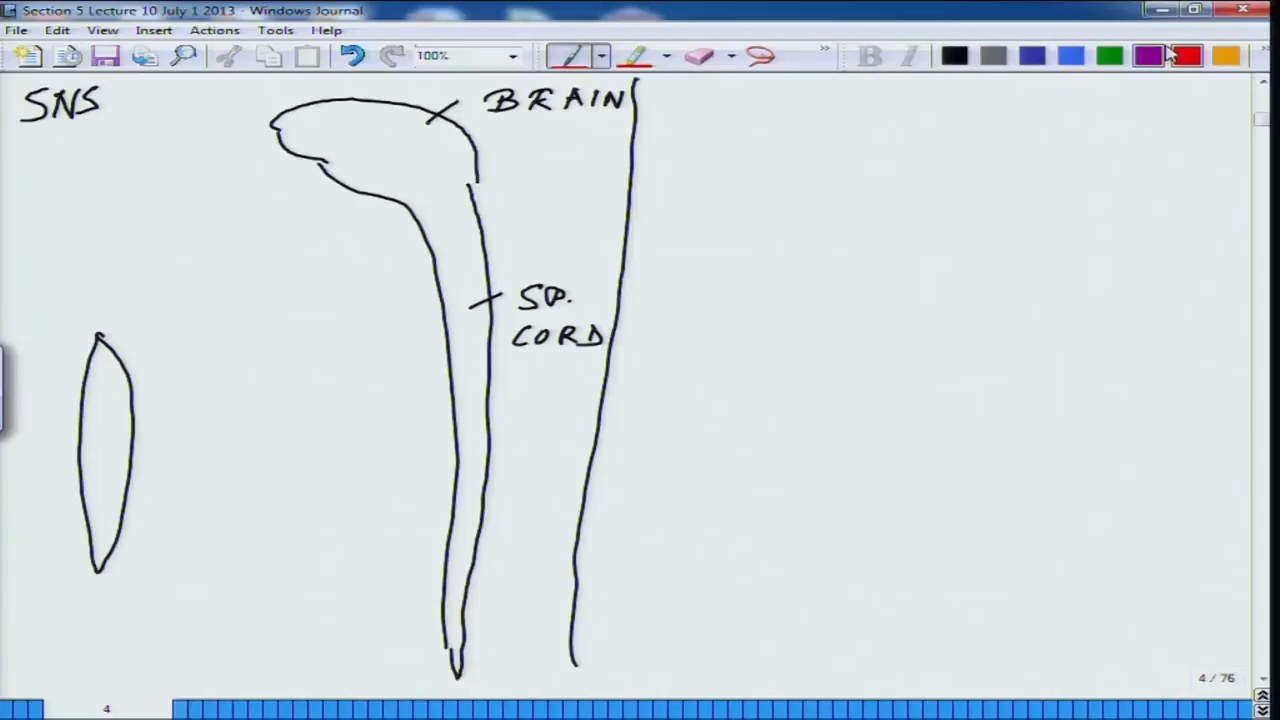 Section 5 Lecture 10 July 1 2013 - Windows Journal
File Edit View Insert Actions Tools Help
100%
B I
SNS
BRAIN
SP.
CORD
4 / 76
4